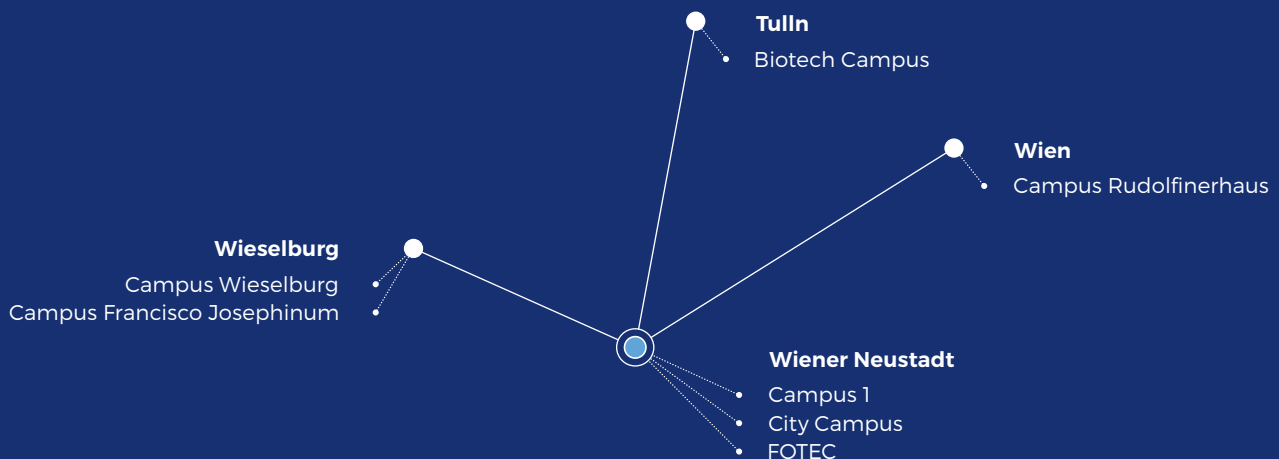 Tulln
Biotech Campus
Wien
Campus Rudolfinerhaus
Wieselburg
Campus Wieselburg
Campus Francisco Josephinum
Wiener Neustadt
Campus 1
City Campus
FOTEC